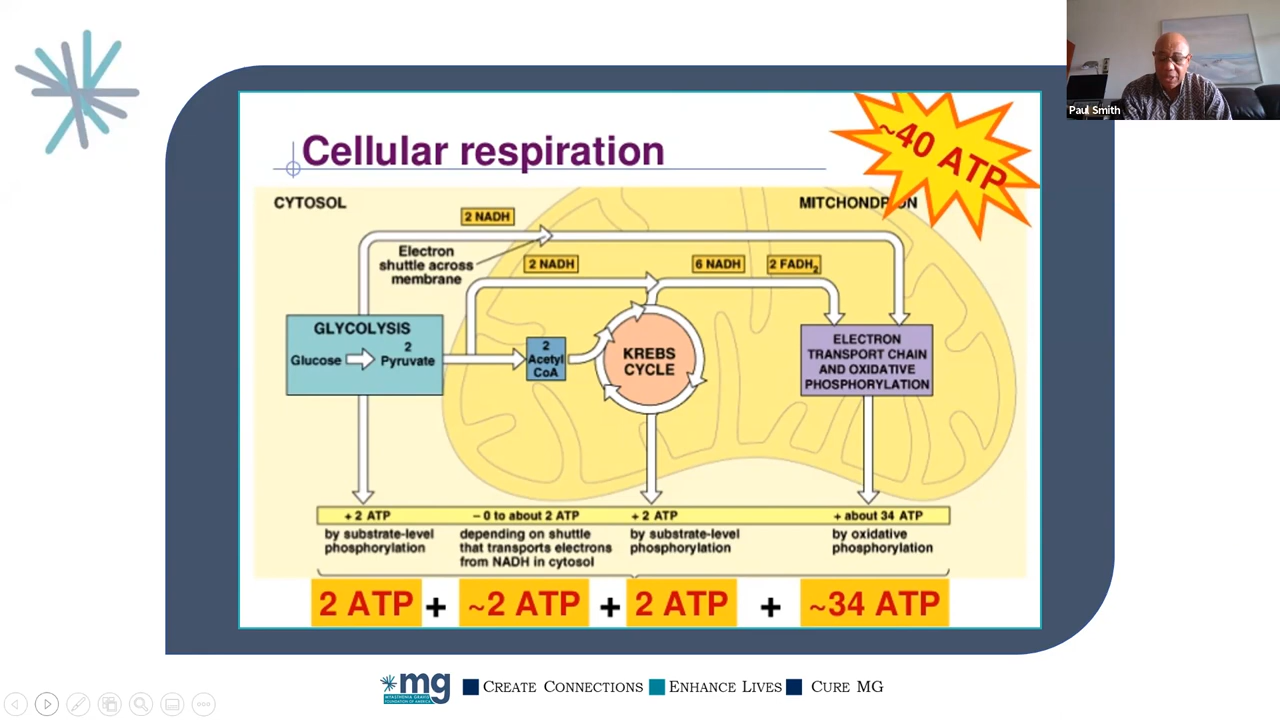 Paul Smith
Cellular respiration
~40 ATP
CYTOSOL
MITCHONDRION
2 NADH
Electron
shuttle across
membrane
2 NADH
6 NADH
2 FADH₂
GLYCOLYSIS
Glucose
2
Pyruvate
2
Acetyl
CoA
KREBS
CYCLE
ELECTRON
TRANSPORT CHAIN
AND OXIDATIVE
PHOSPHORYLATION
+ 2 ATP
by substrate-level
phosphorylation
– 0 to about 2 ATP
depending on shuttle
that transports electrons
from NADH in cytosol
+ 2 ATP
by substrate-level
phosphorylation
+ about 34 ATP
by oxidative
phosphorylation
2 ATP + ~2 ATP + 2 ATP + ~34 ATP
mg
MYASTHENIA GRAVIS
FOUNDATION OF AMERICA
CREATE CONNECTIONS ENHANCE LIVES CURE MG